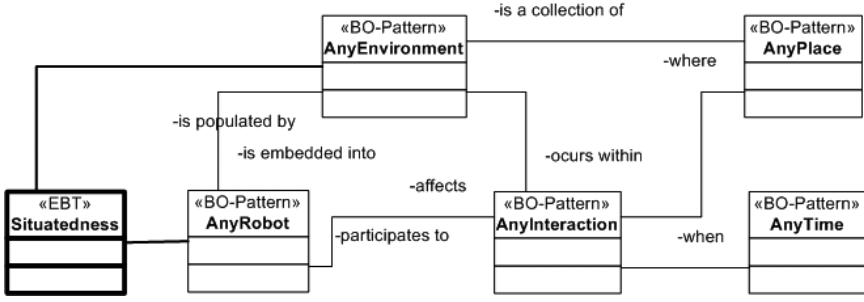 -is a collection of
«BO-Pattern»
AnyEnvironment
«BO-Pattern»
AnyPlace
-where
-is populated by
-is embedded into
-ocurs within
-affects
«EBT»
Situatedness
«BO-Pattern»
AnyRobot
«BO-Pattern»
AnyInteraction
«BO-Pattern»
AnyTime
-participates to
-when